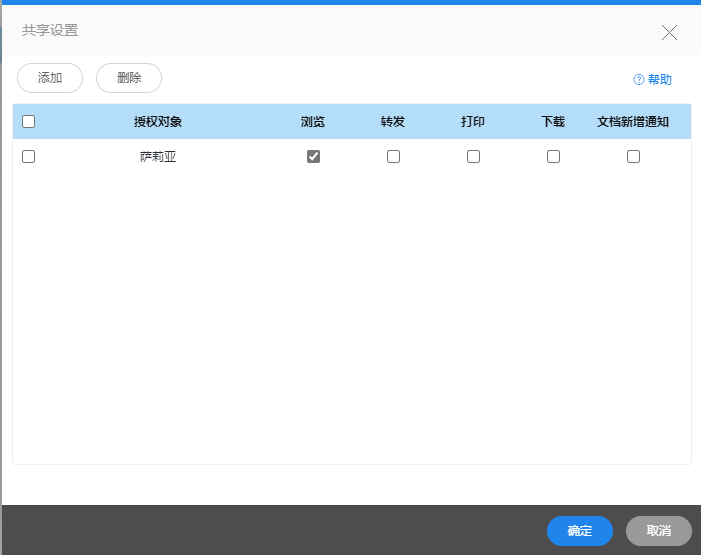 共享设置
添加 删除 帮助
授权对象 浏览 转发 打印 下载 文档新增通知
萨莉亚
确定 取消